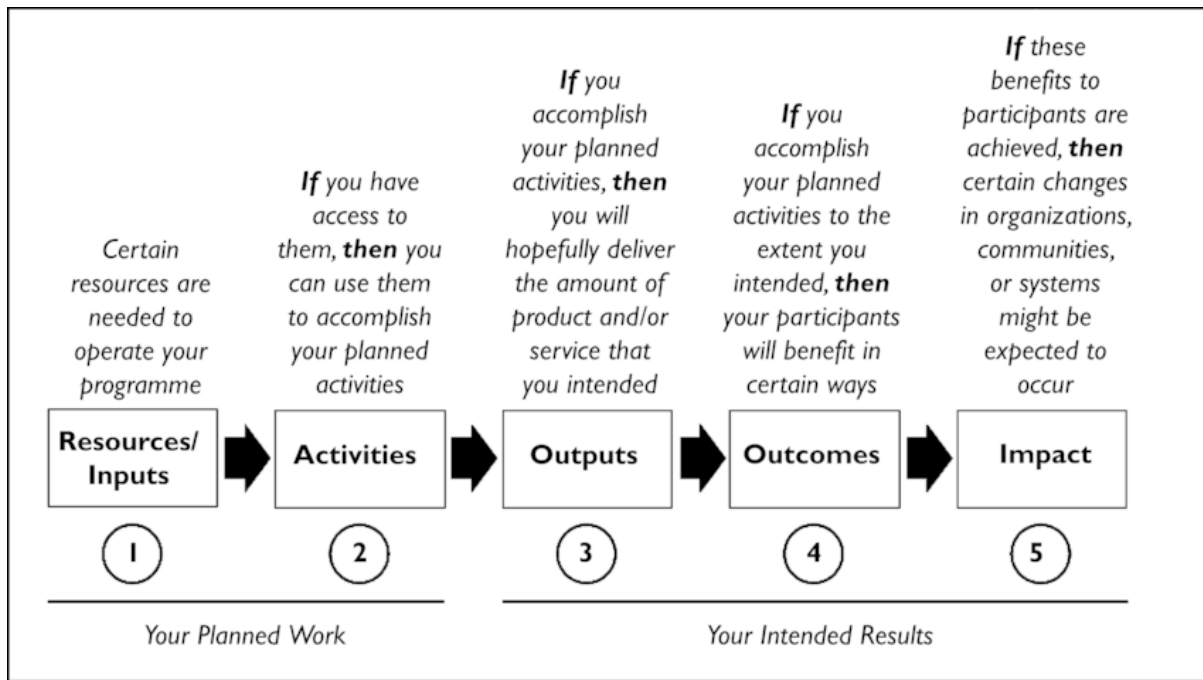 Certain
resources are
needed to
operate your
programme
If you have
access to
them, then you
can use them
to accomplish
your planned
activities
If you
accomplish
your planned
activities, then
you will
hopefully deliver
the amount of
product and/or
service that
you intended
If you
accomplish
your planned
activities to the
extent you
intended, then
your participants
will benefit in
certain ways
If these
benefits to
participants are
achieved, then
certain changes
in organizations,
communities,
or systems
might be
expected to
occur
Resources/
Inputs
Activities
Outputs
Outcomes
Impact
1
2
3
4
5
Your Planned Work
Your Intended Results